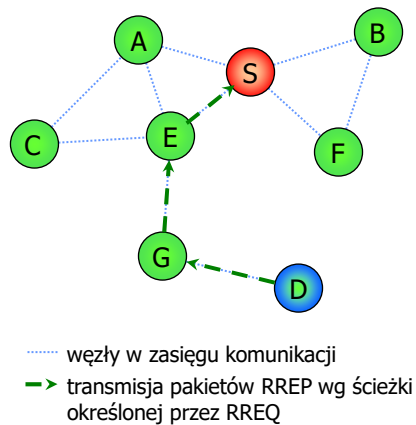 A
B
S
C
E
F
G
D
węzły w zasięgu komunikacji
transmisja pakietów RREP wg ścieżki
określonej przez RREQ